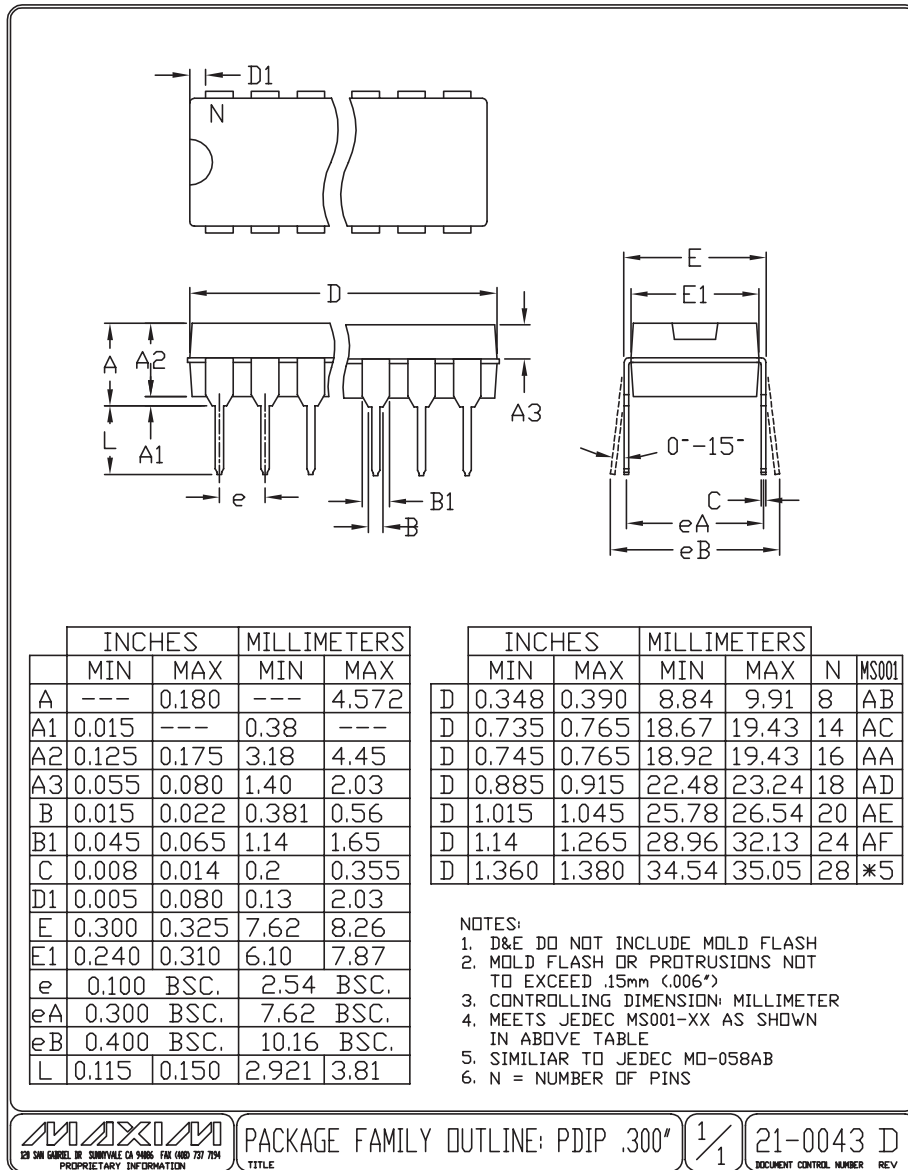 D1
N
E
D
E1
A
A2
A3
L
A1
0°-15°
e
B1
B
C
eA
eB
INCHES MILLIMETERS
MIN MAX MIN MAX
A --- 0.180 --- 4.572
A1 0.015 --- 0.38 ---
A2 0.125 0.175 3.18 4.45
A3 0.055 0.080 1.40 2.03
B 0.015 0.022 0.381 0.56
B1 0.045 0.065 1.14 1.65
C 0.008 0.014 0.2 0.355
D1 0.005 0.080 0.13 2.03
E 0.300 0.325 7.62 8.26
E1 0.240 0.310 6.10 7.87
e 0.100 BSC. 2.54 BSC.
eA 0.300 BSC. 7.62 BSC.
eB 0.400 BSC. 10.16 BSC.
L 0.115 0.150 2.921 3.81
INCHES MILLIMETERS
MIN MAX MIN MAX N MS001
D 0.348 0.390 8.84 9.91 8 AB
D 0.735 0.765 18.67 19.43 14 AC
D 0.745 0.765 18.92 19.43 16 AA
D 0.885 0.915 22.48 23.24 18 AD
D 1.015 1.045 25.78 26.54 20 AE
D 1.14 1.265 28.96 32.13 24 AF
D 1.360 1.380 34.54 35.05 28 *5
NOTES:
1. D&E DO NOT INCLUDE MOLD FLASH
2. MOLD FLASH OR PROTRUSIONS NOT
TO EXCEED .15mm (.006")
3. CONTROLLING DIMENSION: MILLIMETER
4. MEETS JEDEC MS001-XX AS SHOWN
IN ABOVE TABLE
5. SIMILIAR TO JEDEC MO-058AB
6. N = NUMBER OF PINS
MAXIM
120 SAN GABRIEL DR SUNNYVALE CA 94086 FAX (408) 737 7194
PROPRIETARY INFORMATION
PACKAGE FAMILY OUTLINE: PDIP .300"
TITLE
1/1
21-0043 D
DOCUMENT CONTROL NUMBER REV